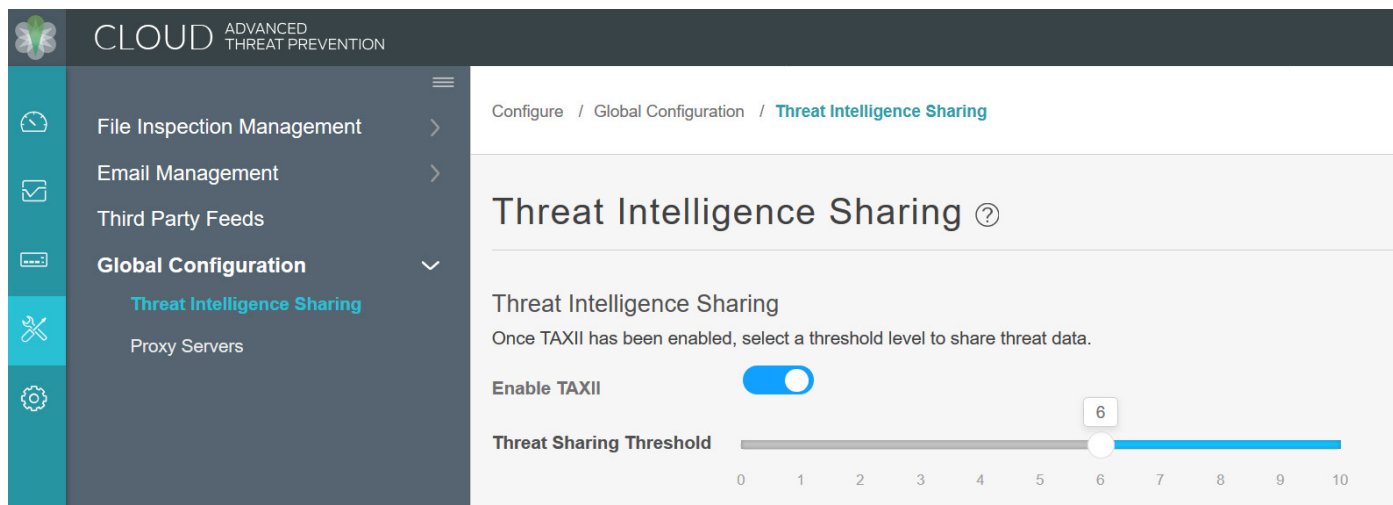 CLOUD ADVANCED THREAT PREVENTION
File Inspection Management
Email Management
Third Party Feeds
Global Configuration
Threat Intelligence Sharing
Proxy Servers
Configure / Global Configuration / Threat Intelligence Sharing
Threat Intelligence Sharing ?
Threat Intelligence Sharing
Once TAXII has been enabled, select a threshold level to share threat data.
Enable TAXII
6
Threat Sharing Threshold
0 1 2 3 4 5 6 7 8 9 10